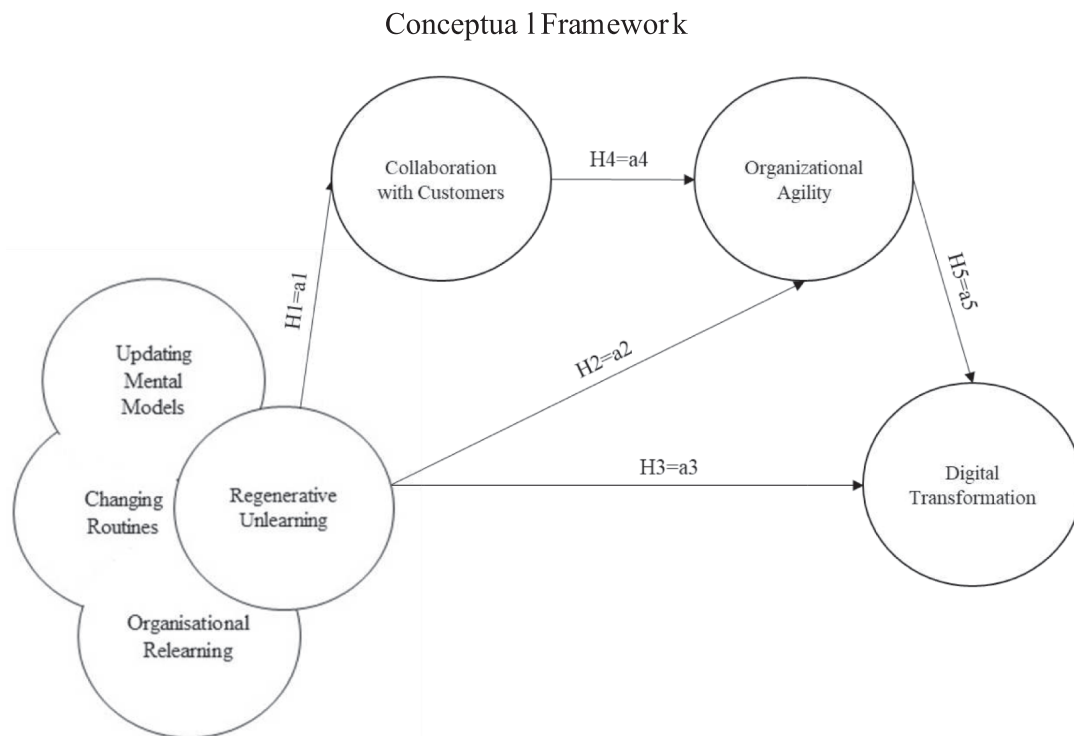 Conceptua l Framework
Collaboration
with Customers
H4=a4
Organizational
Agility
H1=a1
H5=a5
Updating
Mental
Models
H2=a2
H3=a3
Changing
Routines
Regenerative
Unlearning
Digital
Transformation
Organisational
Relearning